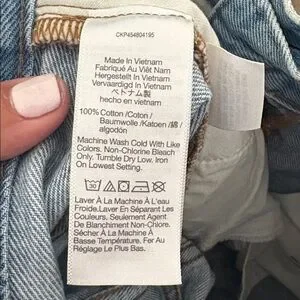 CKP454804195
Made In Vietnam
Fabriqué Au Việt Nam
Hergestellt In Vietnam
Vervaardigd In Vietnam
ベトナム製
hecho en vietnam
100% Cotton /Coton /
Baumwolle /Katoen / 綿 /
algodón
Machine Wash Cold With Like
Colors. Non-Chlorine Bleach
Only. Tumble Dry Low. Iron
On Lowest Setting.
30
Laver À La Machine À L'eau
Froide.Laver En Séparant Les
Couleurs. Seulement Agent
De Blanchiment Non-Chlore.
Sécher À La Machine À
Basse Température. Fer Au
Réglage Le Plus Bas.